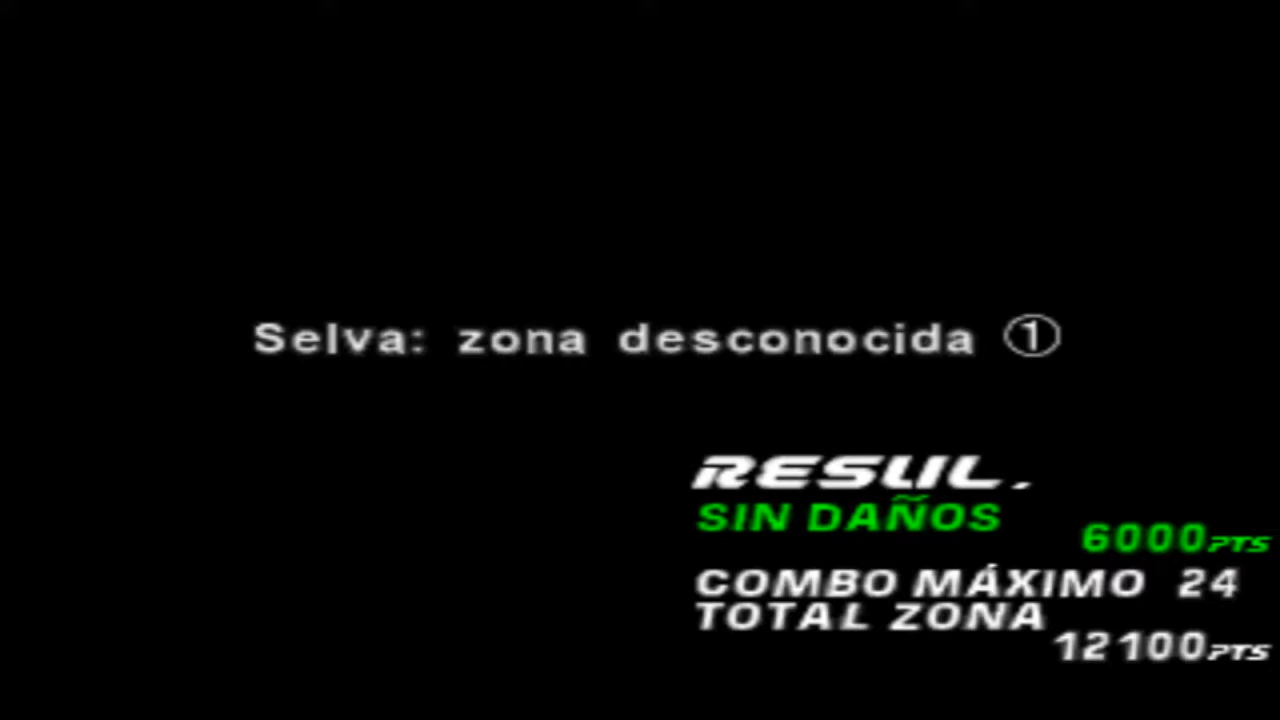 Selva: zona desconocida ①
RESUL.
SIN DAÑOS
6000PTS
COMBO MÁXIMO 24
TOTAL ZONA
12100PTS